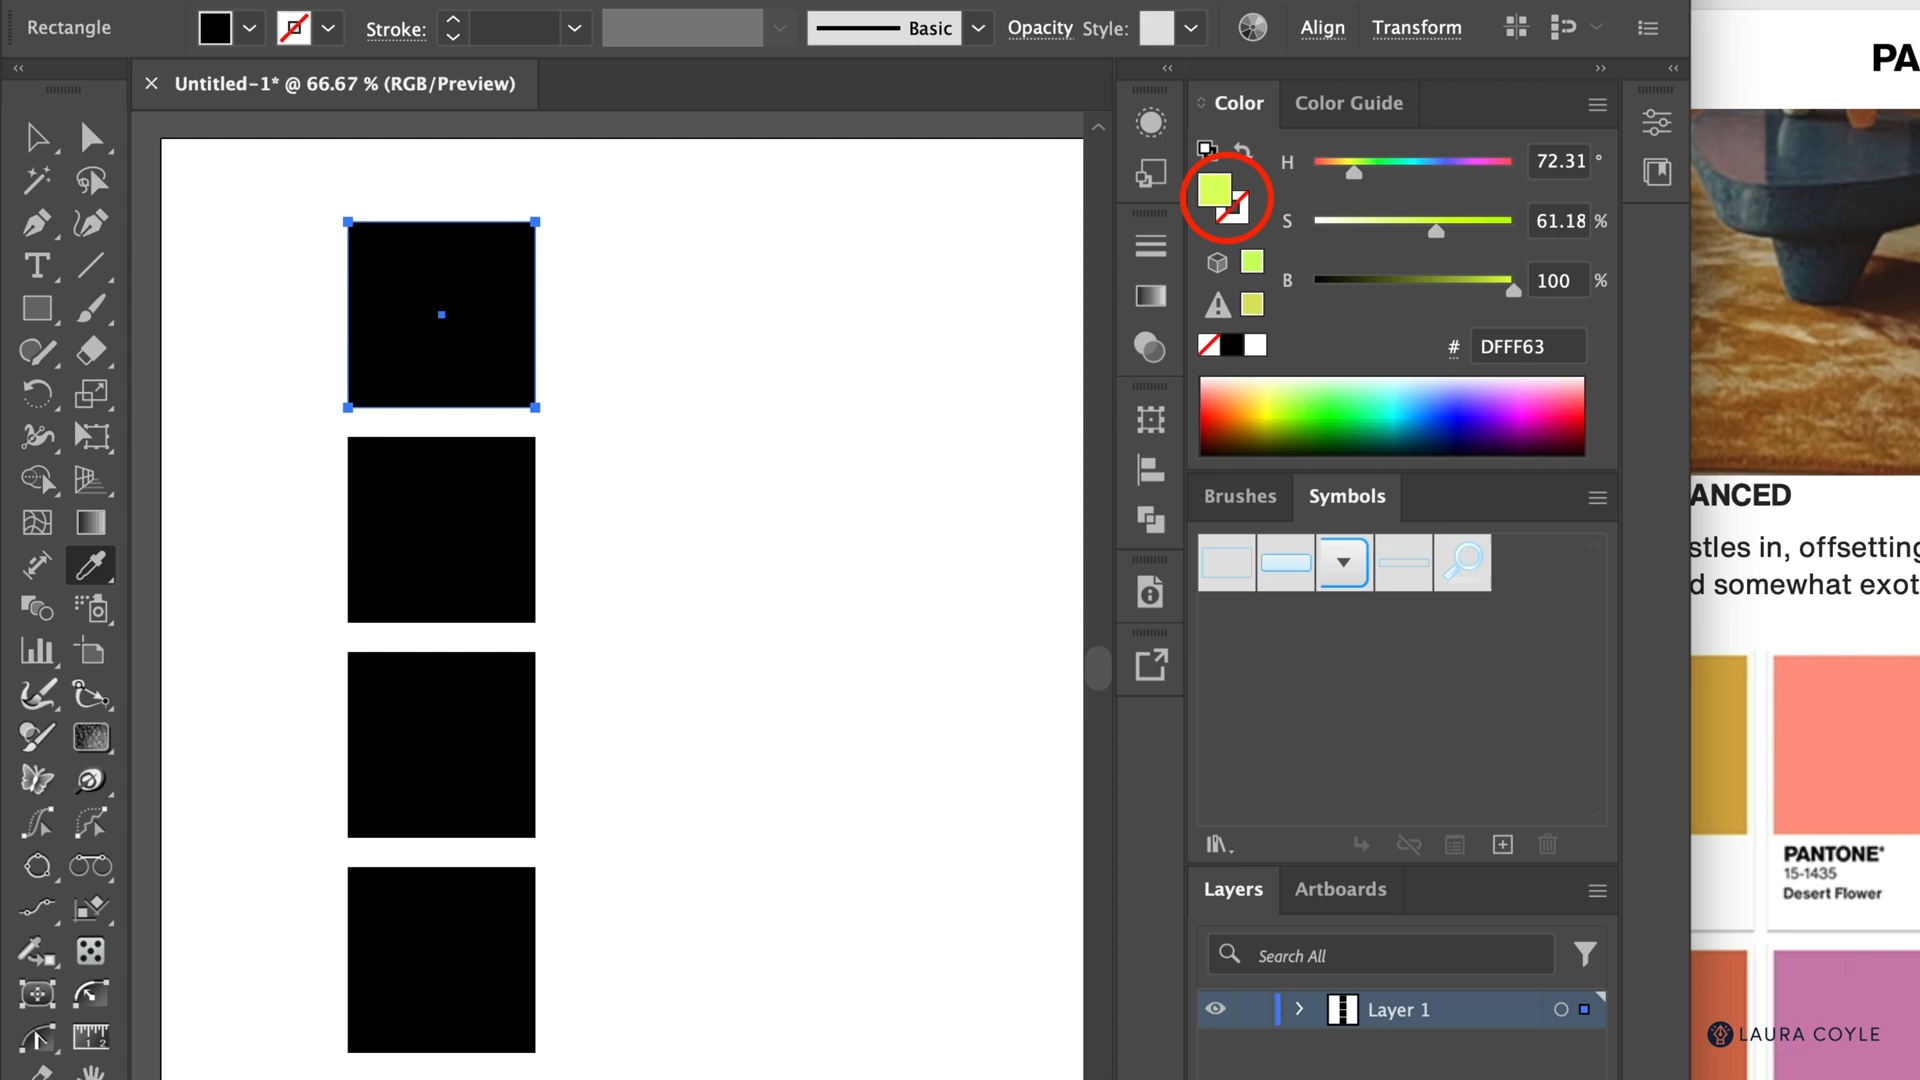 Rectangle
Stroke:
Basic
Opacity
Style:
Align
Transform
PA
Untitled-1* @ 66.67 % (RGB/Preview)
Color
Color Guide
H
72.31 °
S
61.18 %
B
100 %
# DFFF63
ANCED
Brushes
Symbols
stles in, offsetting
d somewhat exot
T
PANTONE®
15-1435
Desert Flower
Layers
Artboards
Search All
Layer 1
1 2
LAURA COYLE